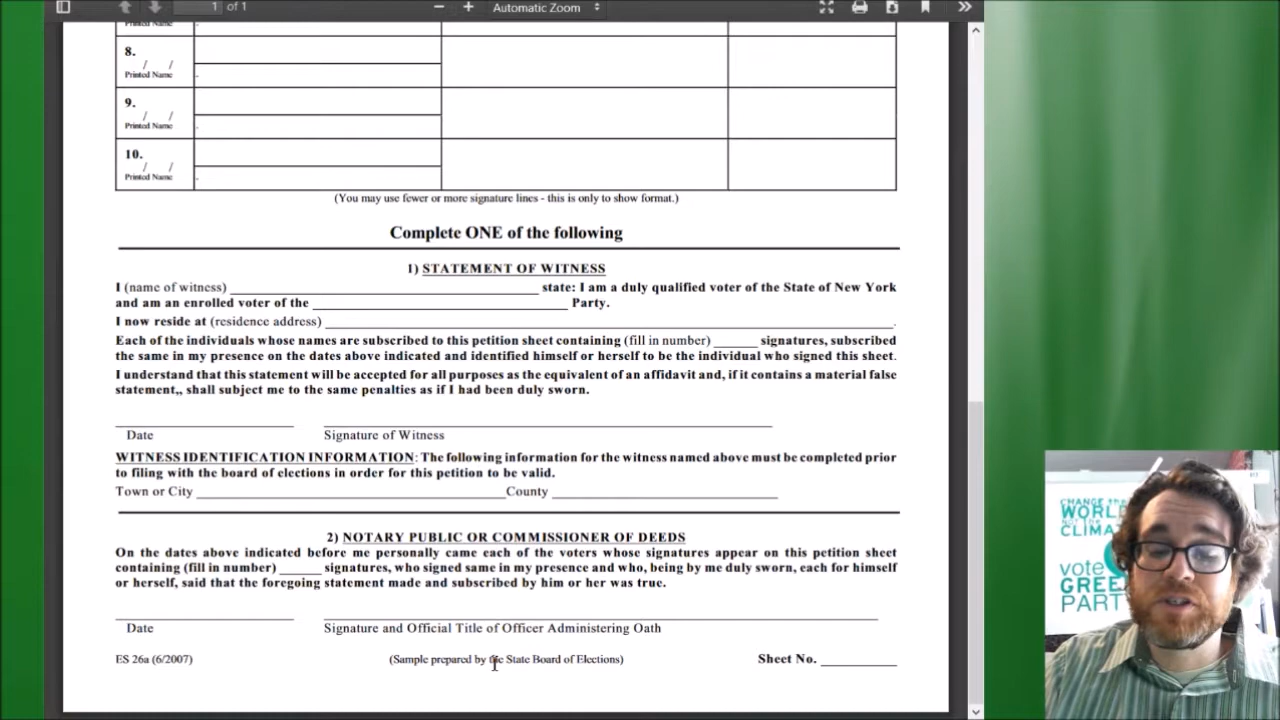 1 of 1
Automatic Zoom
8.
/ /
Printed Name
9.
/ /
Printed Name
10.
/ /
Printed Name
(You may use fewer or more signature lines - this is only to show format.)
Complete ONE of the following
1) STATEMENT OF WITNESS
I (name of witness) ____ state: I am a duly qualified voter of the State of New York
and am an enrolled voter of the ____ Party.
I now reside at (residence address) ____.
Each of the individuals whose names are subscribed to this petition sheet containing (fill in number) ____ signatures, subscribed
the same in my presence on the dates above indicated and identified himself or herself to be the individual who signed this sheet.
I understand that this statement will be accepted for all purposes as the equivalent of an affidavit and, if it contains a material false
statement,, shall subject me to the same penalties as if I had been duly sworn.
Date Signature of Witness
WITNESS IDENTIFICATION INFORMATION: The following information for the witness named above must be completed prior
to filing with the board of elections in order for this petition to be valid.
Town or City ____ County ____
2) NOTARY PUBLIC OR COMMISSIONER OF DEEDS
On the dates above indicated before me personally came each of the voters whose signatures appear on this petition sheet
containing (fill in number) ____ signatures, who signed same in my presence and who, being by me duly sworn, each for himself
or herself, said that the foregoing statement made and subscribed by him or her was true.
Date Signature and Official Title of Officer Administering Oath
ES 26a (6/2007) (Sample prepared by the State Board of Elections) Sheet No. ____
CHANGE the
WORLD
CLIMA
vote
GREE
PART